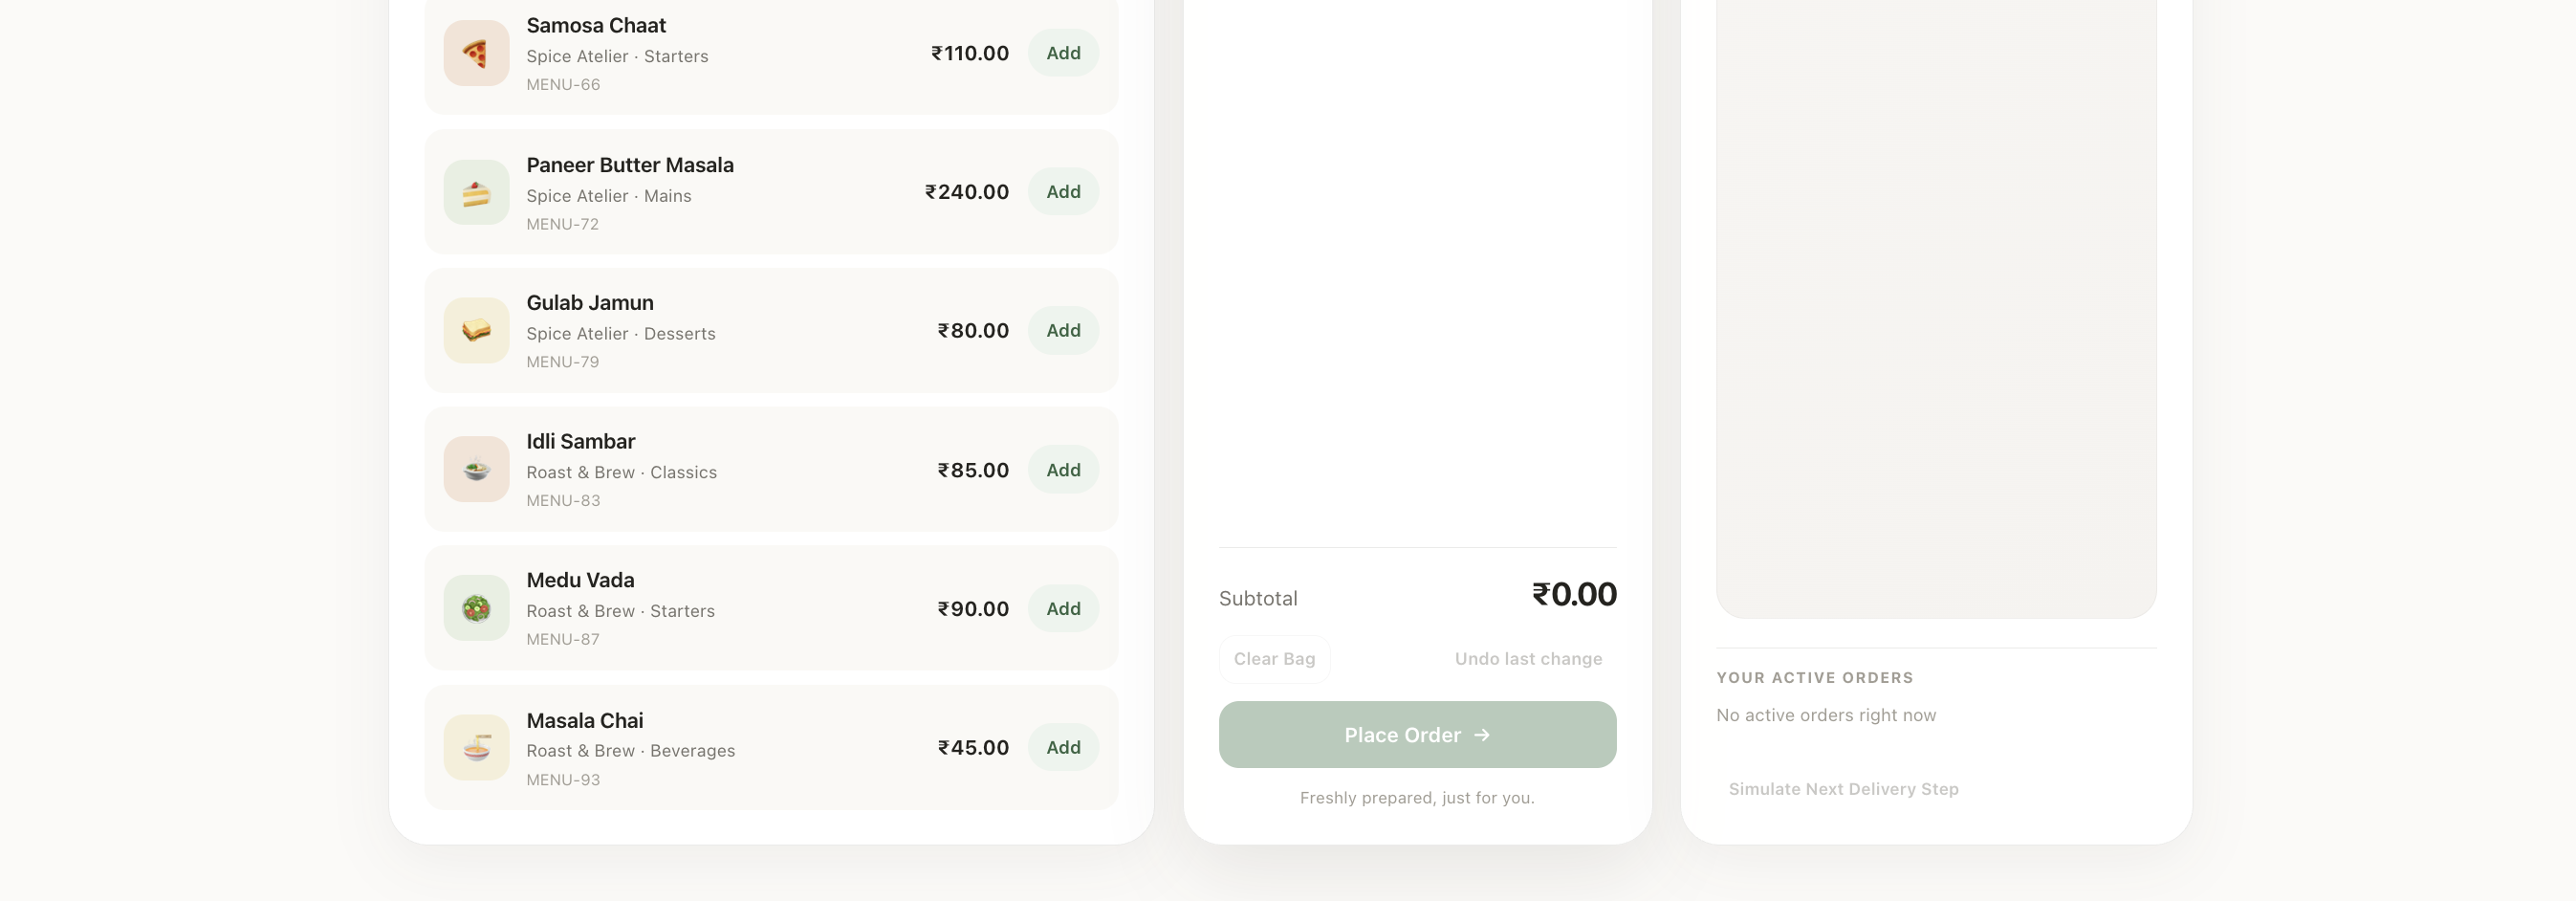 Samosa Chaat
Spice Atelier · Starters
MENU-66
₹110.00
Add
Paneer Butter Masala
Spice Atelier · Mains
MENU-72
₹240.00
Add
Gulab Jamun
Spice Atelier · Desserts
MENU-79
₹80.00
Add
Idli Sambar
Roast & Brew · Classics
MENU-83
₹85.00
Add
Medu Vada
Roast & Brew · Starters
MENU-87
₹90.00
Add
Masala Chai
Roast & Brew · Beverages
MENU-93
₹45.00
Add
Subtotal
₹0.00
Clear Bag
Undo last change
Place Order →
Freshly prepared, just for you.
YOUR ACTIVE ORDERS
No active orders right now
Simulate Next Delivery Step